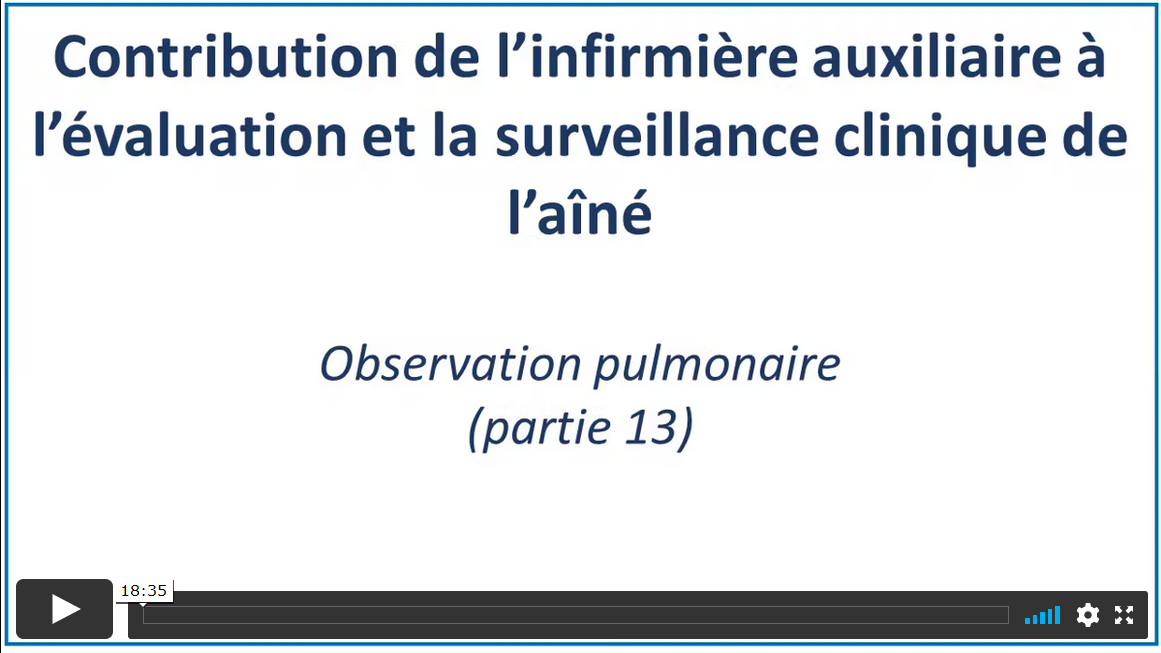 Contribution de l’infirmière auxiliaire à
l’évaluation et la surveillance clinique de
l’aîné
Observation pulmonaire
(partie 13)
18:35